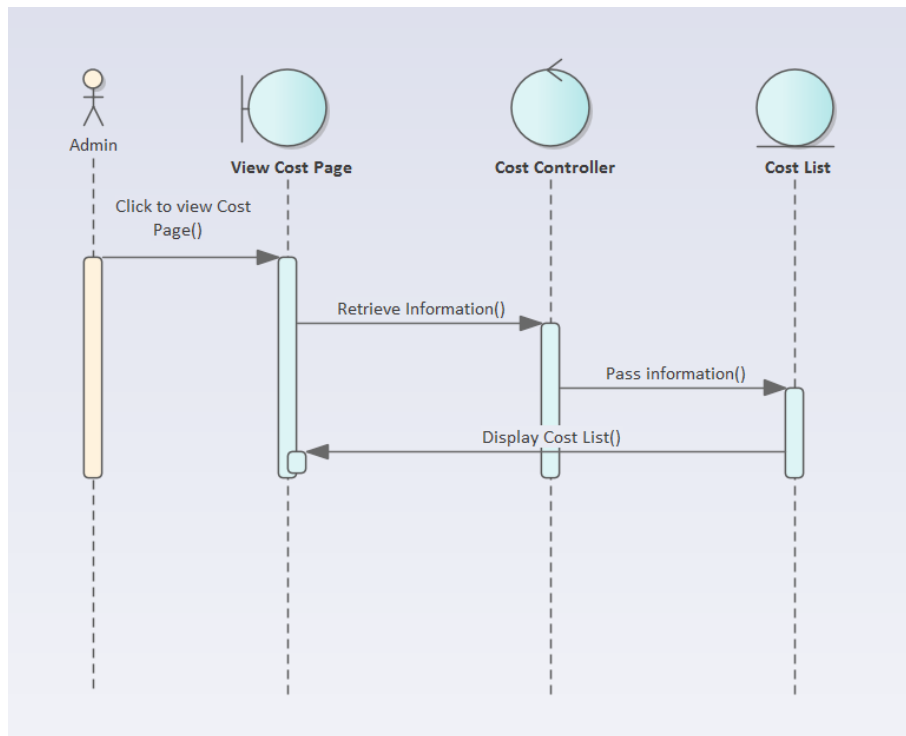 Admin
View Cost Page
Cost Controller
Cost List
Click to view Cost
Page()
Retrieve Information()
Pass information()
Display Cost List()